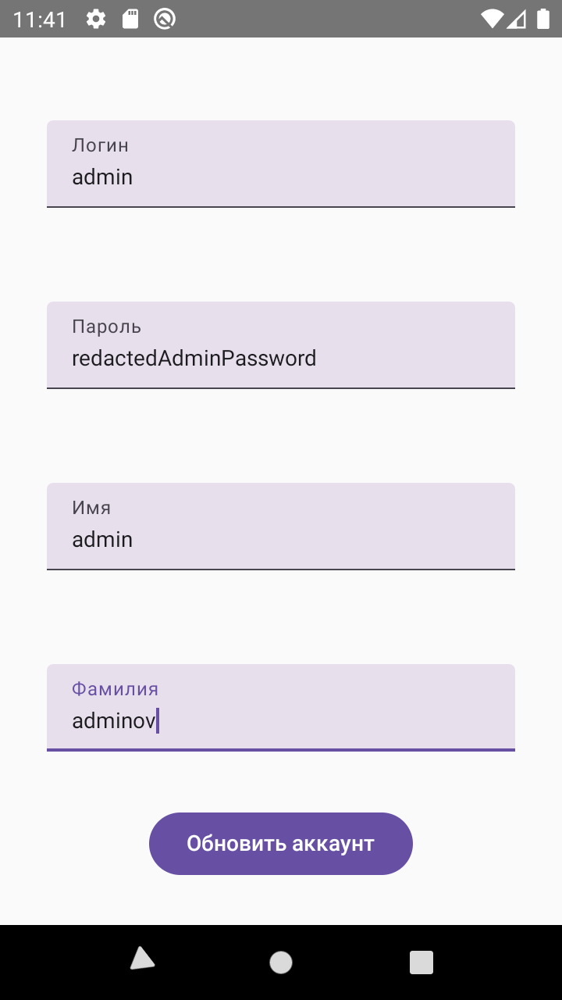 11:41
Логин
admin
Пароль
redactedAdminPassword
Имя
admin
Фамилия
adminov
Обновить аккаунт